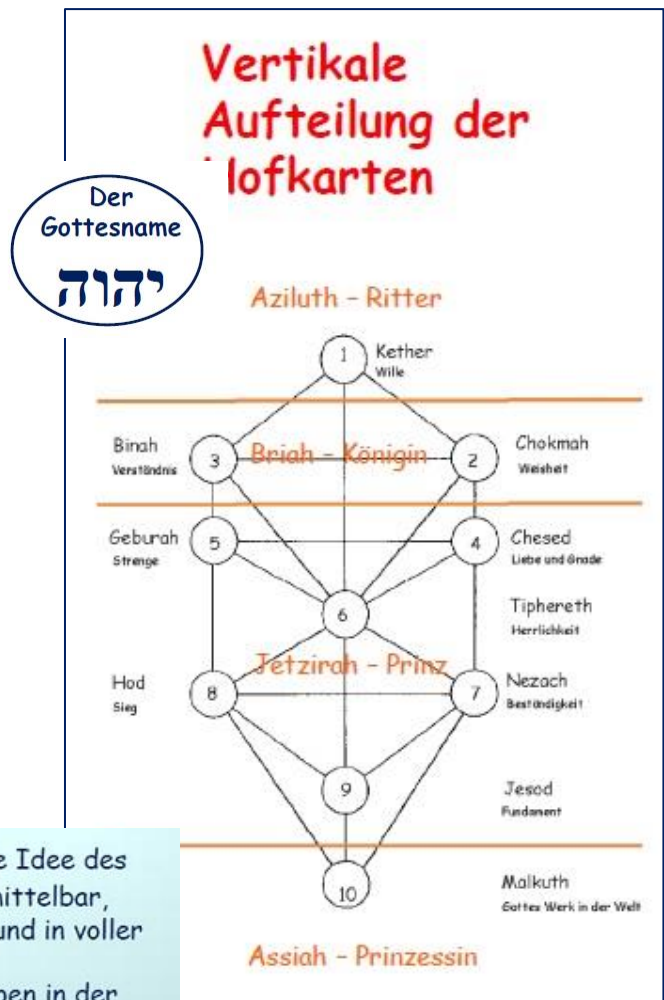 Vertikale
Aufteilung der
Hofkarten
Der
Gottesname
יהוה
Aziluth - Ritter
1
Kether
Wille
Binah
Verständnis
3
Briah - Königin
2
Chokmah
Weisheit
Geburah
Strenge
5
4
Chesed
Liebe und Gnade
6
Tiphereth
Herrlichkeit
Jetzirah - Prinz
Hod
Sieg
8
7
Nezach
Beständigkeit
9
Jesod
Fundament
10
Malkuth
Gottes Werk in der Welt
Assiah - Prinzessin
e Idee des
nittelbar,
und in voller
ben in der